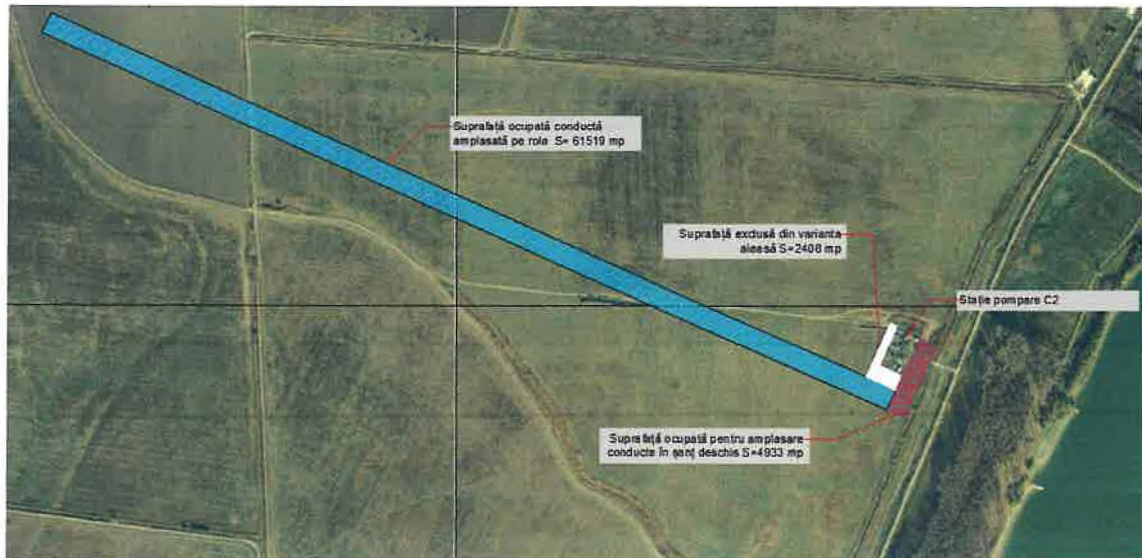 Suprafață ocupată conductă
amplasată pe role S= 61519 mp
Suprafață exclusă din varianta
aleasă S=2408 mp
Stație pompare C2
Suprafață ocupată pentru amplasare
conducte în șanț deschis S=4933 mp